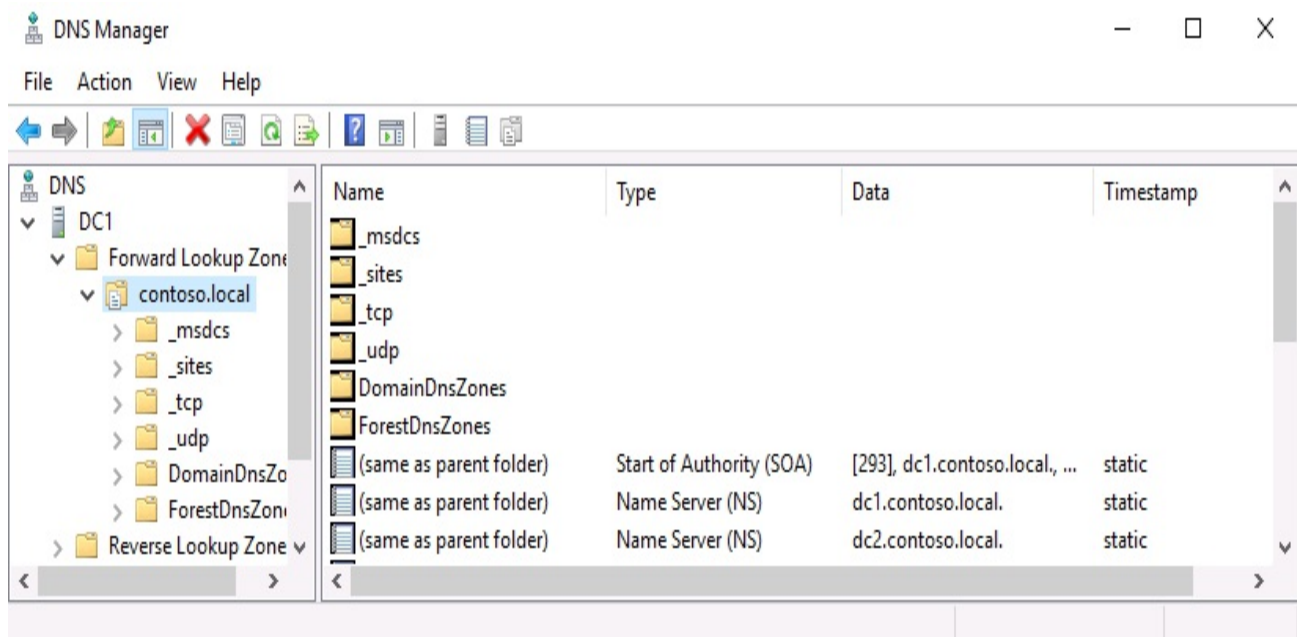 DNS Manager
File Action View Help
DNS
DC1
Forward Lookup Zone
contoso.local
_msdcs
_sites
_tcp
_udp
DomainDnsZo
ForestDnsZon
Reverse Lookup Zone
Name Type Data Timestamp
_msdcs
_sites
_tcp
_udp
DomainDnsZones
ForestDnsZones
(same as parent folder) Start of Authority (SOA) [293], dc1.contoso.local., ... static
(same as parent folder) Name Server (NS) dc1.contoso.local. static
(same as parent folder) Name Server (NS) dc2.contoso.local. static